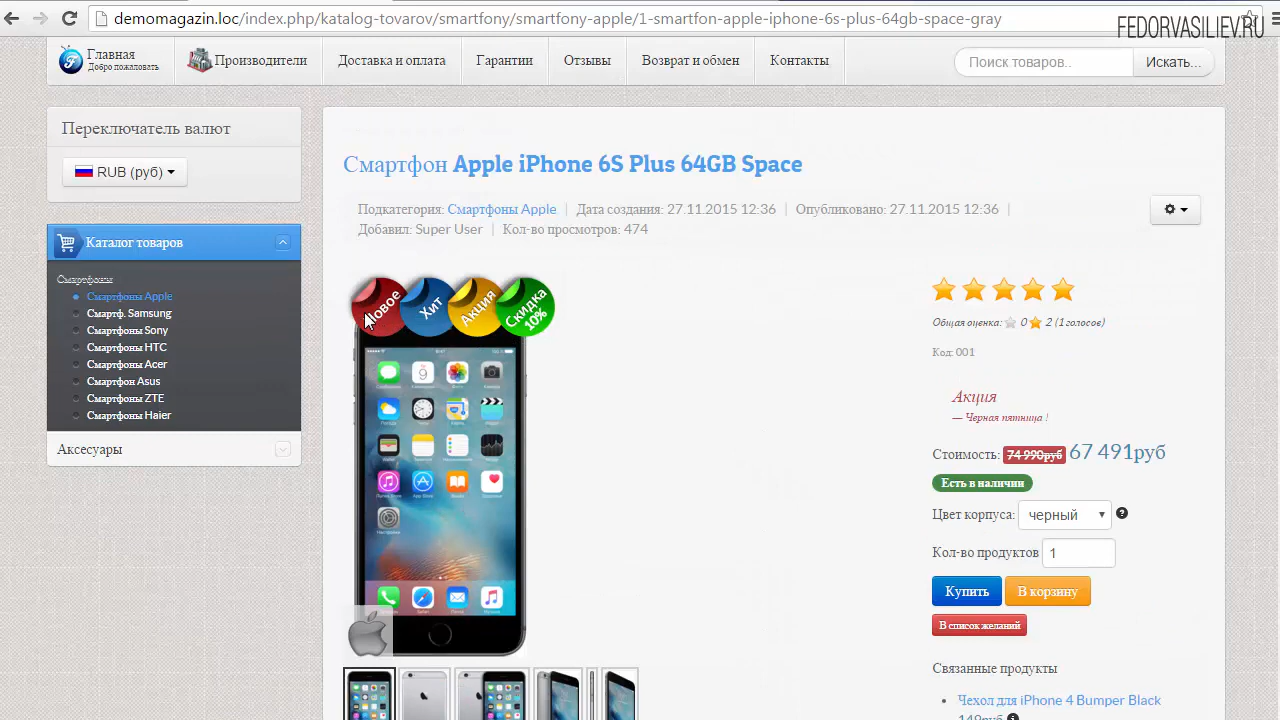 demomagazin.loc/index.php/katalog-tovarov/smartfony/smartfony-apple/1-smartfon-apple-iphone-6s-plus-64gb-space-gray
FEDORVASILIEV.RU
Главная
Добро пожаловать
Производители
Доставка и оплата
Гарантии
Отзывы
Возврат и обмен
Контакты
Поиск товаров..
Искать...
Переключатель валют
RUB (руб)
Каталог товаров
Смартфоны
Смартфоны Apple
Смартф. Samsung
Смартфоны Sony
Смартфоны HTC
Смартфоны Acer
Смартфон Asus
Смартфоны ZTE
Смартфоны Haier
Аксесуары
Смартфон Apple iPhone 6S Plus 64GB Space
Подкатегория: Смартфоны Apple | Дата создания: 27.11.2015 12:36 | Опубликовано: 27.11.2015 12:36 |
Добавил: Super User | Кол-во просмотров: 474
Новое
Хит
Акция
Скидка
10%
Общая оценка: 0 2 (1голосов)
Код: 001
Акция
— Черная пятница !
Стоимость: 74 990руб 67 491руб
Есть в наличии
Цвет корпуса: черный
Кол-во продуктов 1
Купить
В корзину
В список желаний
Связанные продукты
Чехол для iPhone 4 Bumper Black
149руб